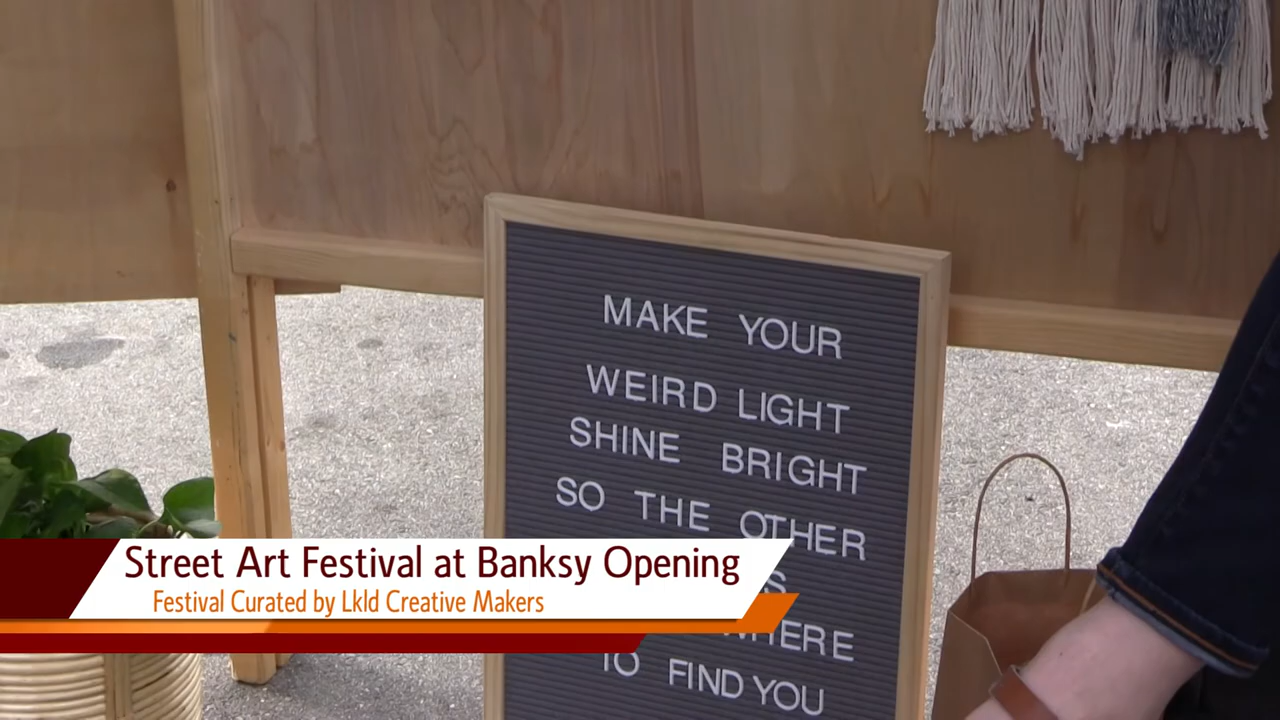 MAKE YOUR
WEIRD LIGHT
SHINE BRIGHT
SO THE OTHER
WHERE
TO FIND YOU
Street Art Festival at Banksy Opening
Festival Curated by Lkld Creative Makers